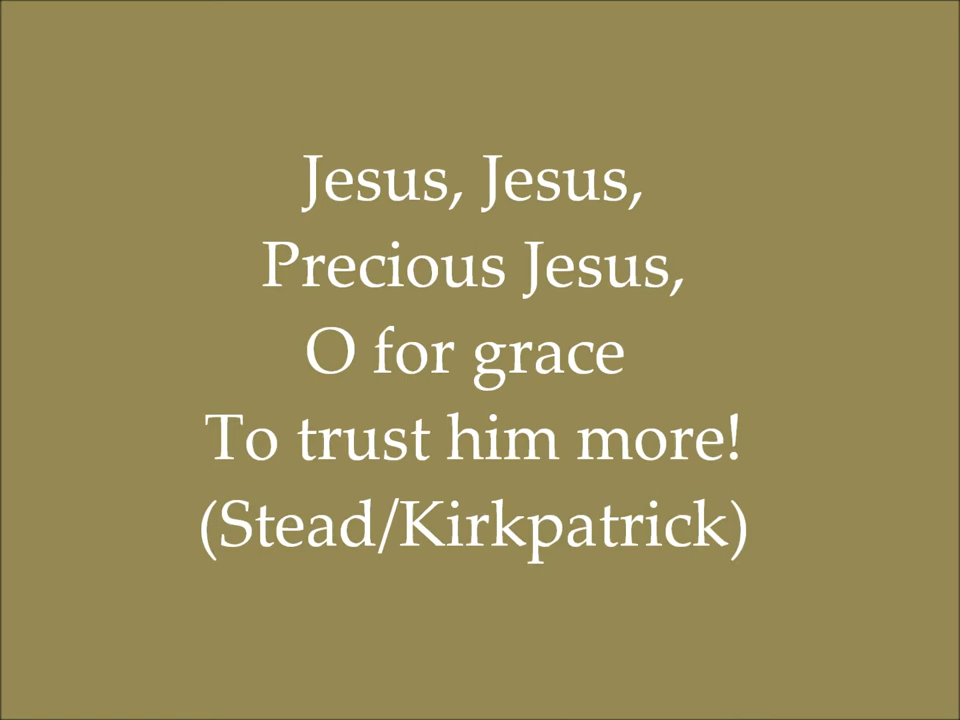 Jesus, Jesus,
Precious Jesus,
O for grace
To trust him more!
(Stead/Kirkpatrick)